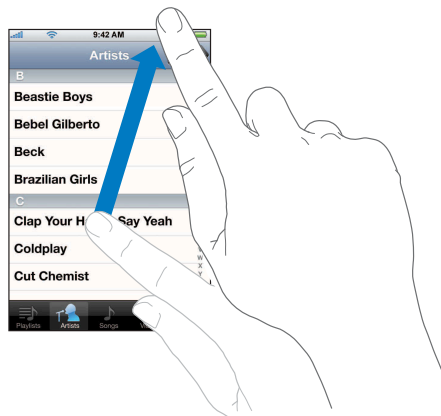 9:42 AM
Artists
B
Beastie Boys
Bebel Gilberto
Beck
Brazilian Girls
C
Clap Your H Say Yeah
Coldplay
W
X
Cut Chemist
Y
Playlists Artists Songs